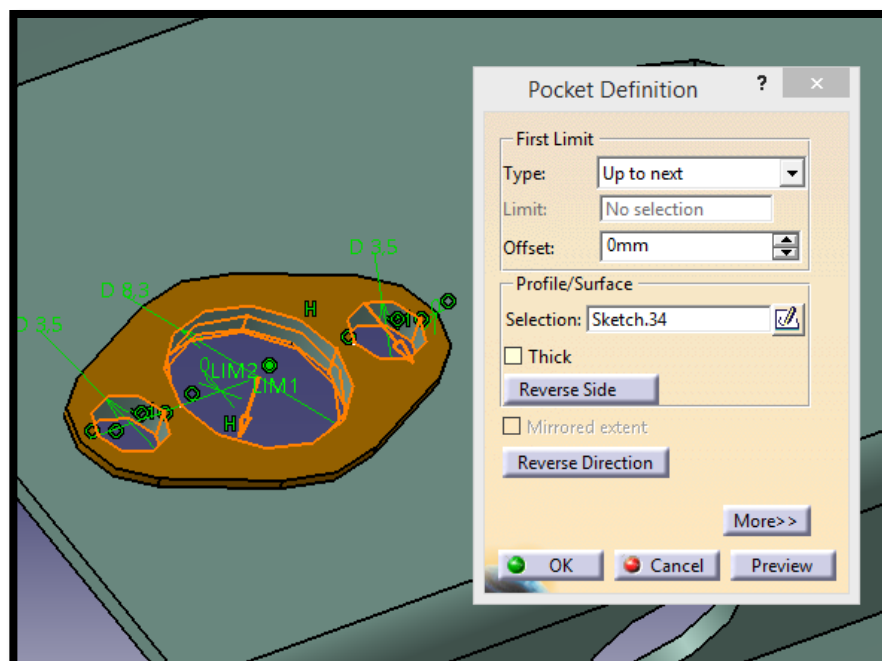 Pocket Definition
?
First Limit
Type: Up to next
Limit: No selection
Offset: 0mm
Profile/Surface
Selection: Sketch.34
Thick
Reverse Side
Mirrored extent
Reverse Direction
More>>
OK Cancel Preview
D 3.5
D 8.3
H
D 3.5
LIM2
LIM1
H